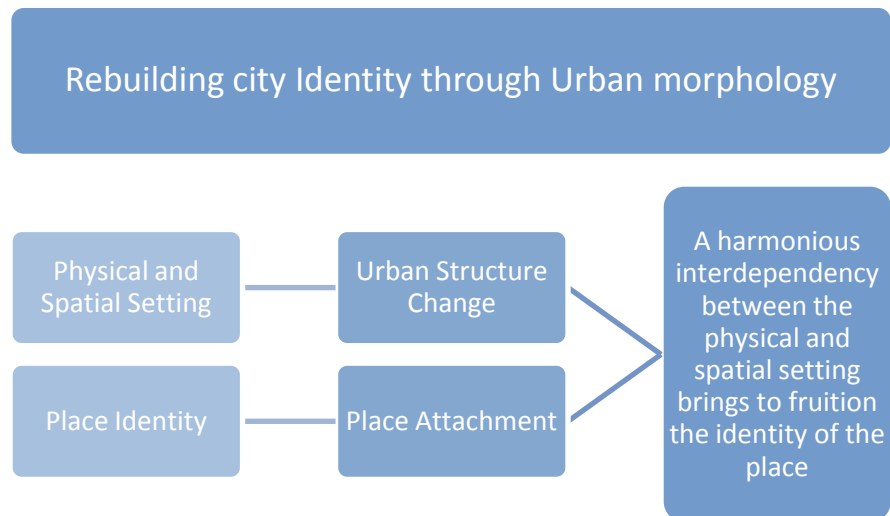 Rebuilding city Identity through Urban morphology
Physical and
Spatial Setting
Urban Structure
Change
Place Identity
Place Attachment
A harmonious
interdependency
between the
physical and
spatial setting
brings to fruition
the identity of the
place